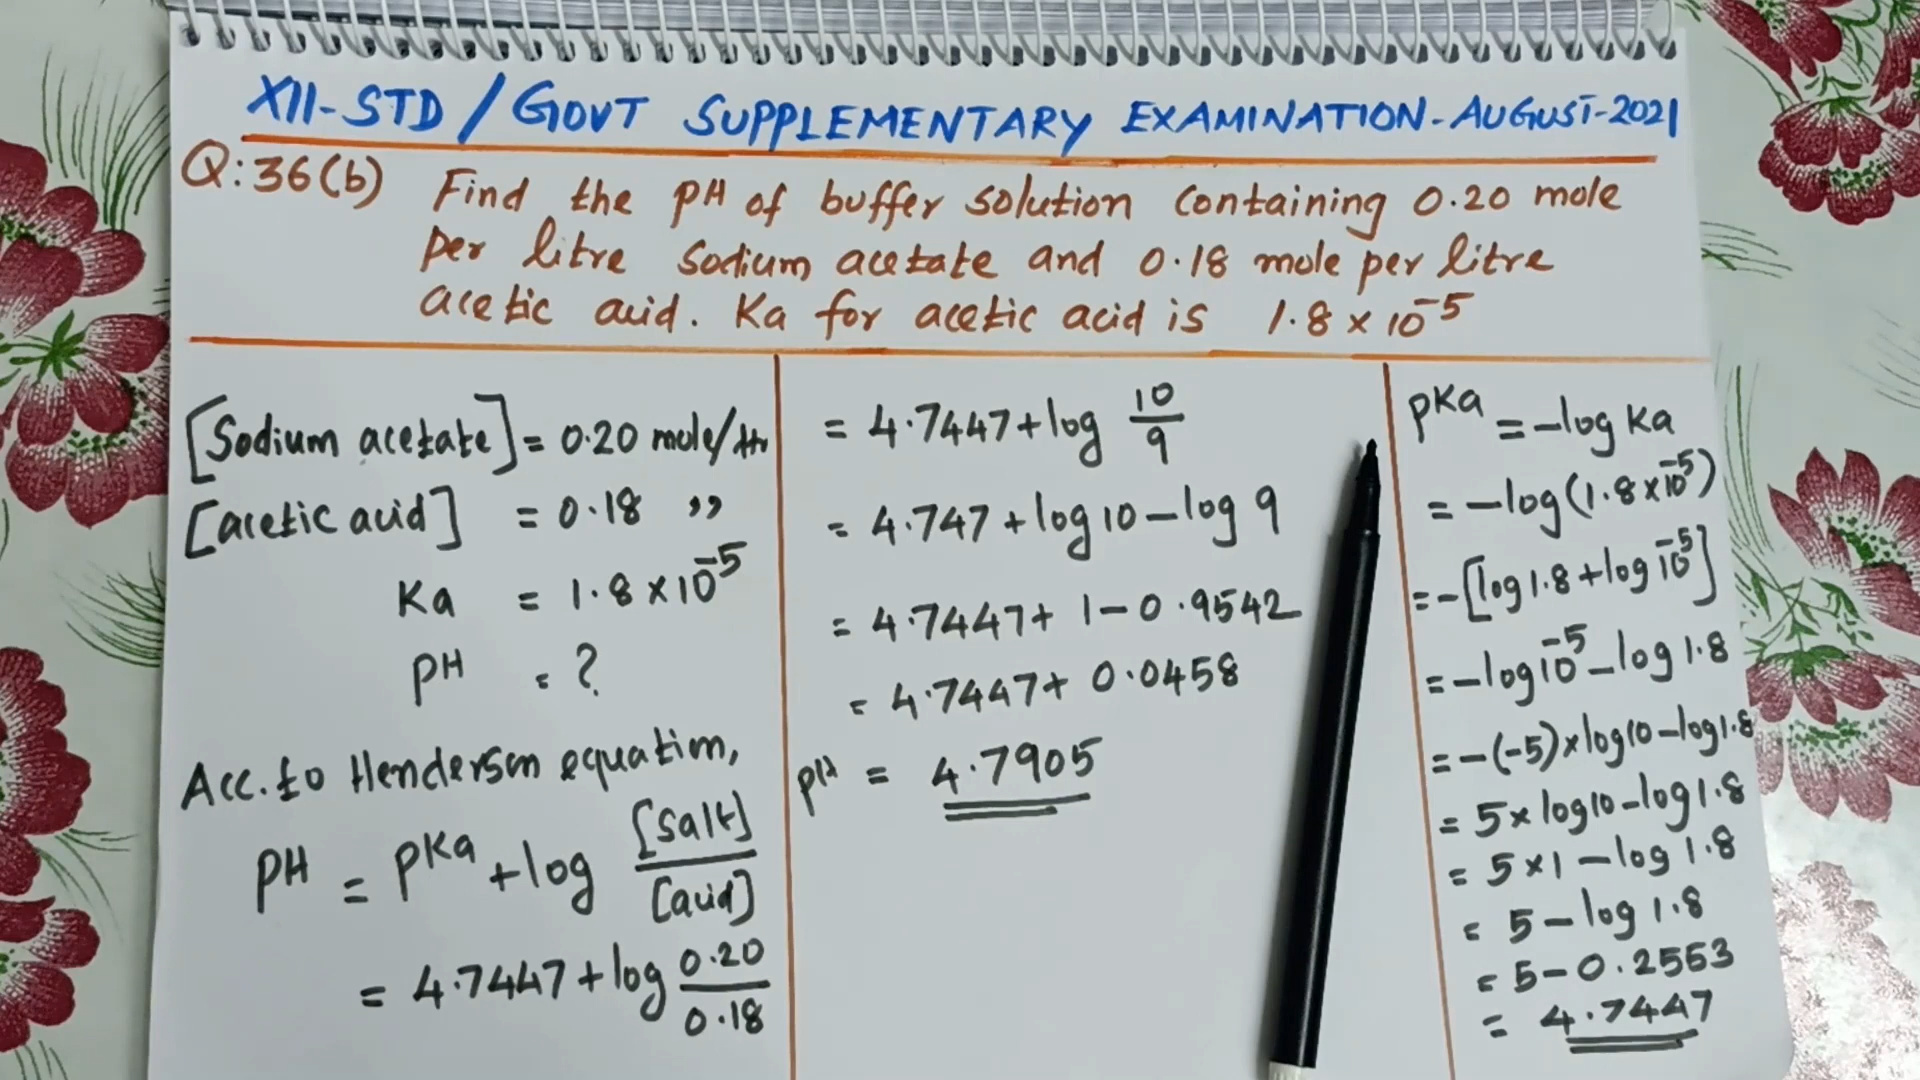 XII-STD / GOVT SUPPLEMENTARY EXAMINATION-AUGUST-2021
Q:36(b) Find the pH of buffer solution containing 0.20 mole
per litre sodium acetate and 0.18 mole per litre
acetic acid. Ka for acetic acid is 1.8 × 10⁻⁵
[Sodium acetate] = 0.20 mole/ltr
[acetic acid] = 0.18 ”
Ka = 1.8 × 10⁻⁵
PH = ?
Acc. to Henderson equation,
PH = PKa + log [salt]/[acid]
= 4.7447 + log 0.20/0.18
= 4.7447 + log 10/9
= 4.747 + log 10 – log 9
= 4.7447 + 1 – 0.9542
= 4.7447 + 0.0458
pH = 4.7905
PKa = –log Ka
= –log (1.8 × 10⁻⁵)
= –[log 1.8 + log 10⁻⁵]
= –log 10⁻⁵ – log 1.8
= –(–5) × log 10 – log 1.8
= 5 × log 10 – log 1.8
= 5 × 1 – log 1.8
= 5 – log 1.8
= 5 – 0.2553
= 4.7447